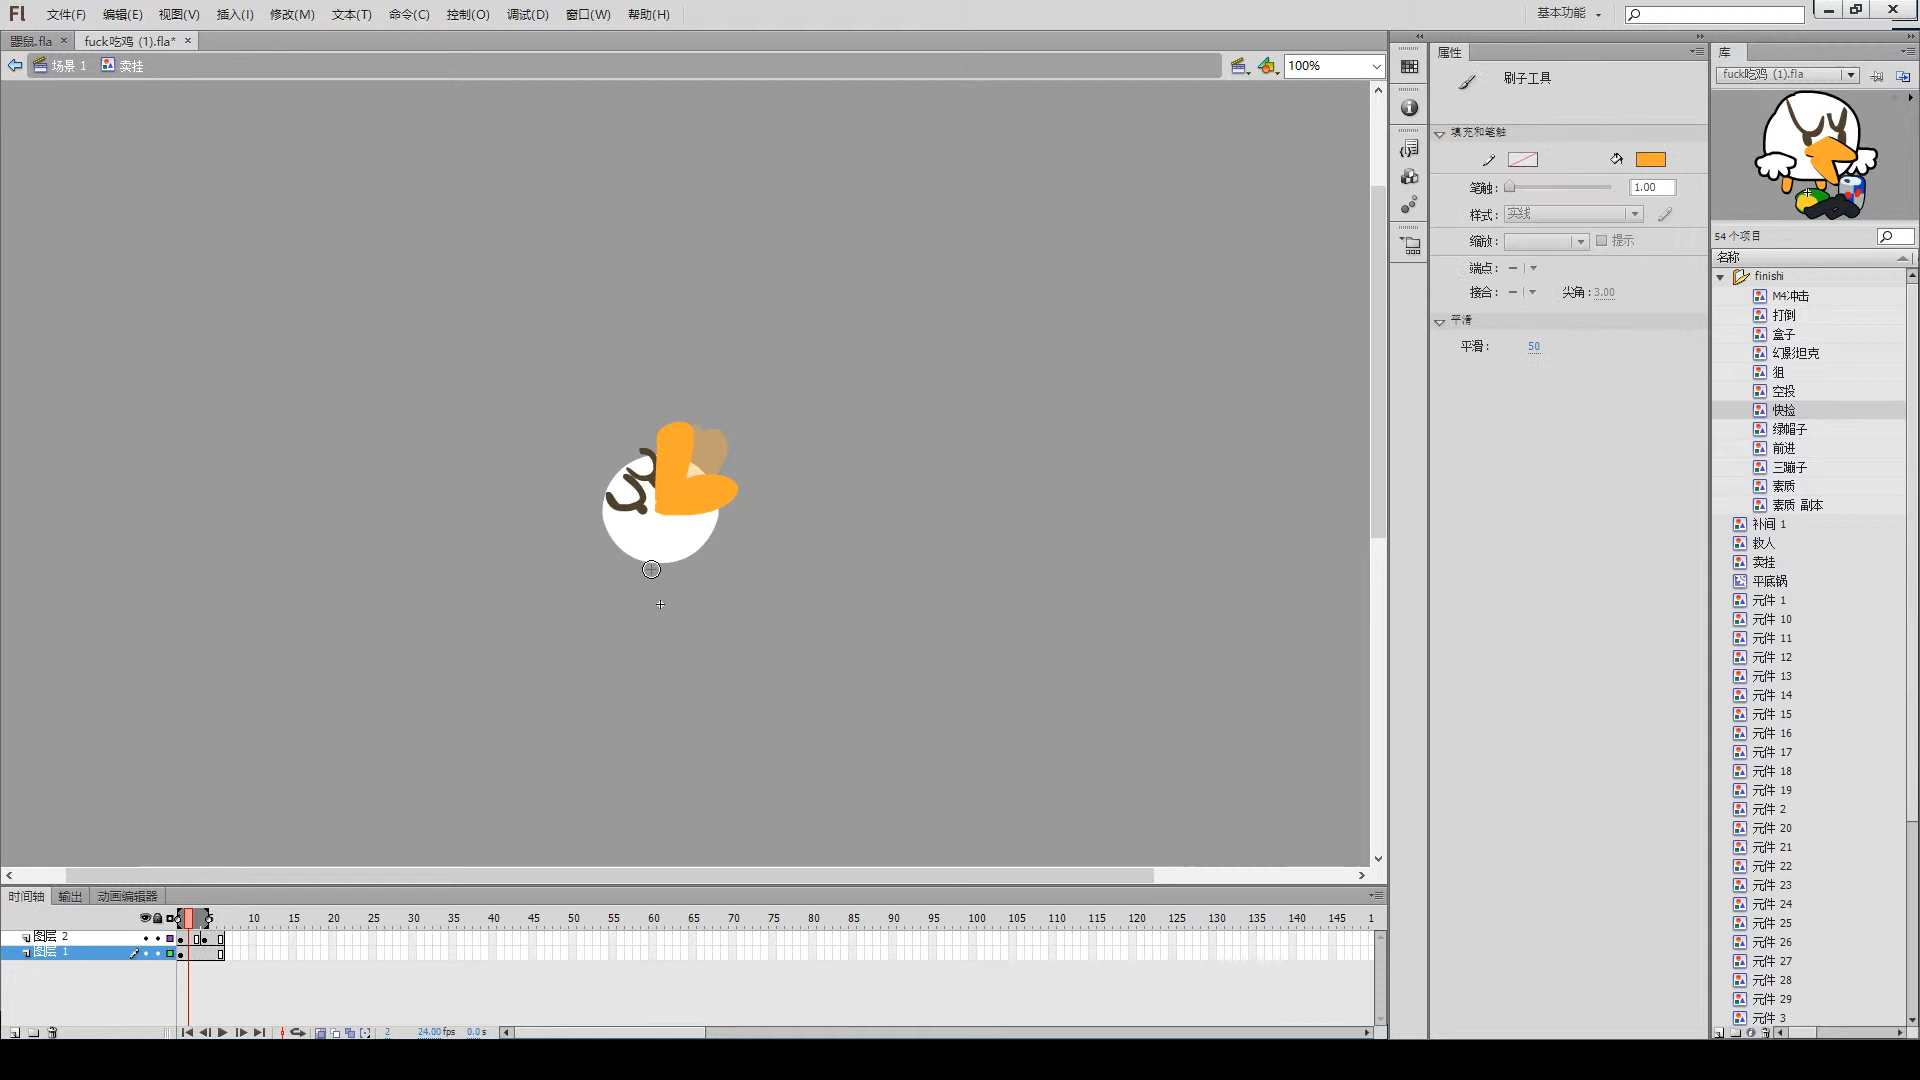 Fl 文件(F) 编辑(E) 视图(V) 插入(I) 修改(M) 文本(T) 命令(C) 控制(O) 调试(D) 窗口(W) 帮助(H) 基本功能
鼹鼠.fla × fuck吃鸡 (1).fla* ×
场景 1 卖挂 100%
属性
刷子工具
填充和笔触
笔触: 1.00
样式: 实线
缩放: 提示
端点:
接合: 尖角: 3.00
平滑
平滑: 50
库
fuck吃鸡 (1).fla
54 个项目
名称
finishi
M4冲击
打倒
盒子
幻影坦克
狙
空投
快捡
绿帽子
前进
三蹦子
素质
素质 副本
补间 1
救人
卖挂
平底锅
元件 1
元件 10
元件 11
元件 12
元件 13
元件 14
元件 15
元件 16
元件 17
元件 18
元件 19
元件 2
元件 20
元件 21
元件 22
元件 23
元件 24
元件 25
元件 26
元件 27
元件 28
元件 29
元件 3
时间轴 输出 动画编辑器
5 10 15 20 25 30 35 40 45 50 55 60 65 70 75 80 85 90 95 100 105 110 115 120 125 130 135 140 145 1
图层 2
图层 1
2 24.00fps 0.0s